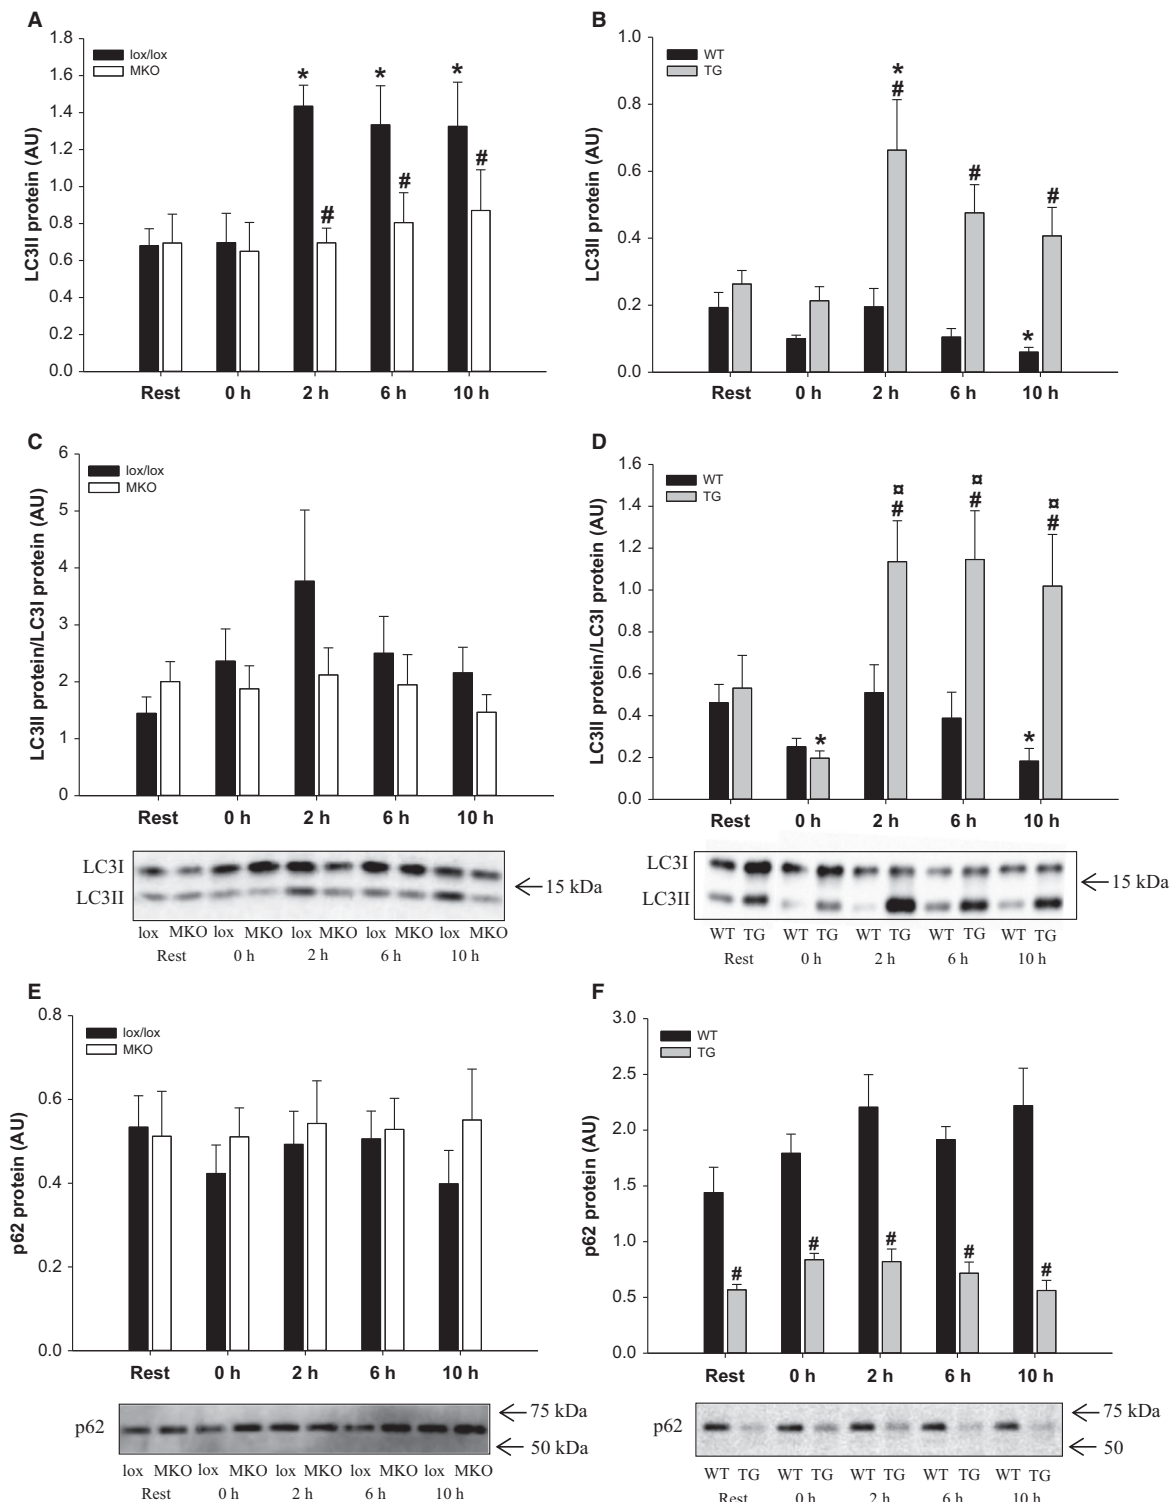 A
LC3II protein (AU)
1.8
1.6
1.4
1.2
1.0
0.8
0.6
0.4
0.2
0.0
lox/lox
MKO
* * *
# # #
Rest 0 h 2 h 6 h 10 h
B
LC3II protein (AU)
1.0
0.8
0.6
0.4
0.2
0.0
WT
TG
*
# # #
*
Rest 0 h 2 h 6 h 10 h
C
LC3II protein/LC3I protein (AU)
6
5
4
3
2
1
0
lox/lox
MKO
Rest 0 h 2 h 6 h 10 h
LC3I
LC3II
15 kDa
lox MKO lox MKO lox MKO lox MKO lox MKO
Rest 0 h 2 h 6 h 10 h
D
LC3II protein/LC3I protein (AU)
1.6
1.4
1.2
1.0
0.8
0.6
0.4
0.2
0.0
WT
TG
¤ ¤ ¤
# # #
* *
Rest 0 h 2 h 6 h 10 h
LC3I
LC3II
15 kDa
WT TG WT TG WT TG WT TG WT TG
Rest 0 h 2 h 6 h 10 h
E
p62 protein (AU)
0.8
0.6
0.4
0.2
0.0
lox/lox
MKO
Rest 0 h 2 h 6 h 10 h
p62
75 kDa
50 kDa
lox MKO lox MKO lox MKO lox MKO lox MKO
Rest 0 h 2 h 6 h 10 h
F
p62 protein (AU)
3.0
2.5
2.0
1.5
1.0
0.5
0.0
WT
TG
# # # # #
Rest 0 h 2 h 6 h 10 h
p62
75 kDa
50
WT TG WT TG WT TG WT TG WT TG
Rest 0 h 2 h 6 h 10 h